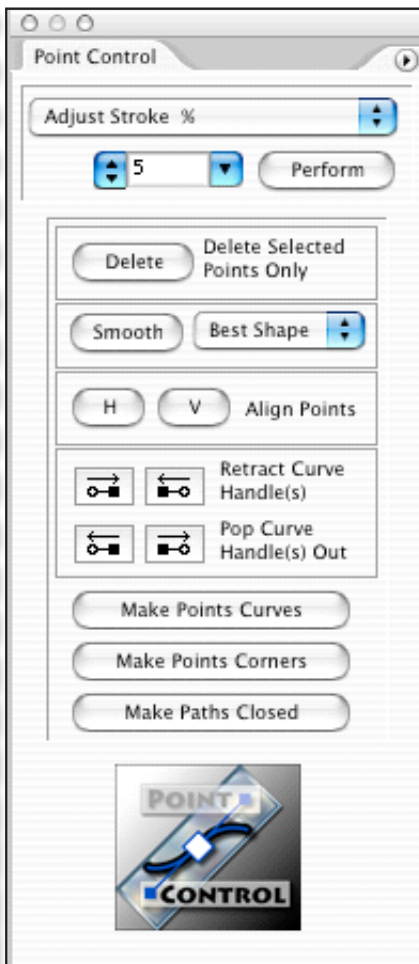 Point Control
Adjust Stroke %
5
Perform
Delete
Delete Selected
Points Only
Smooth
Best Shape
H
V
Align Points
Retract Curve
Handle(s)
Pop Curve
Handle(s) Out
Make Points Curves
Make Points Corners
Make Paths Closed
POINT
CONTROL